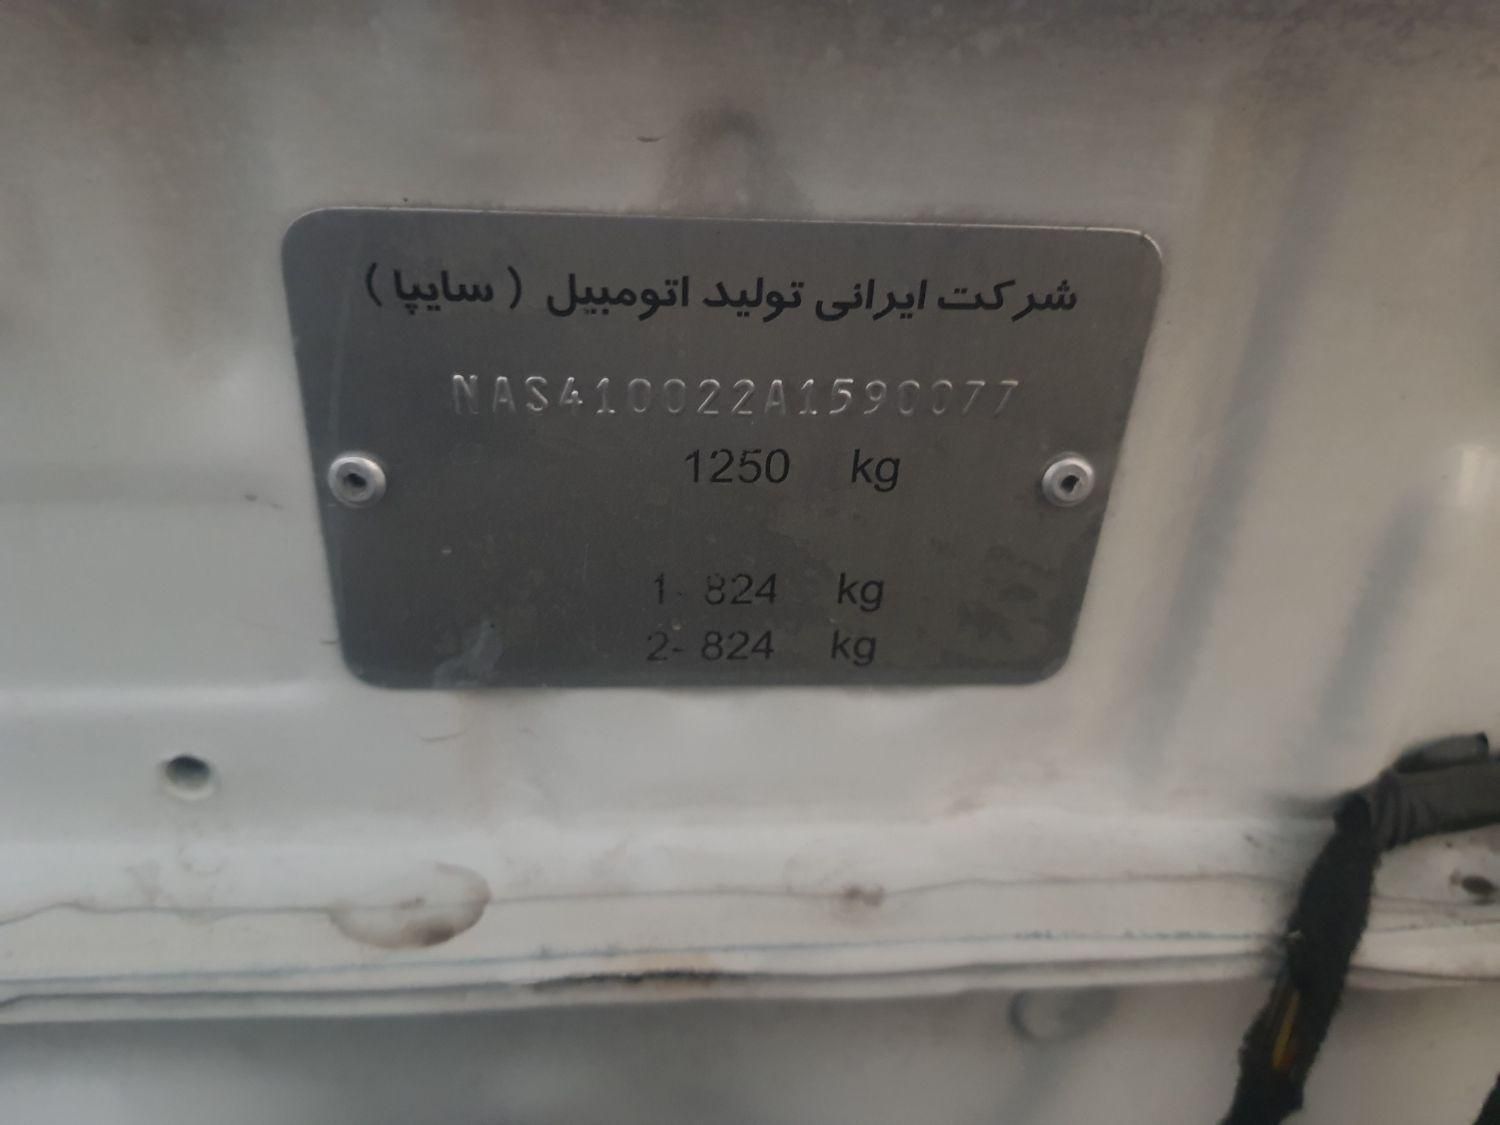 شرکت ایرانی تولید اتومبیل ( سایپا )
NAS410022A1590077
1250 kg
1- 824 kg
2- 824 kg